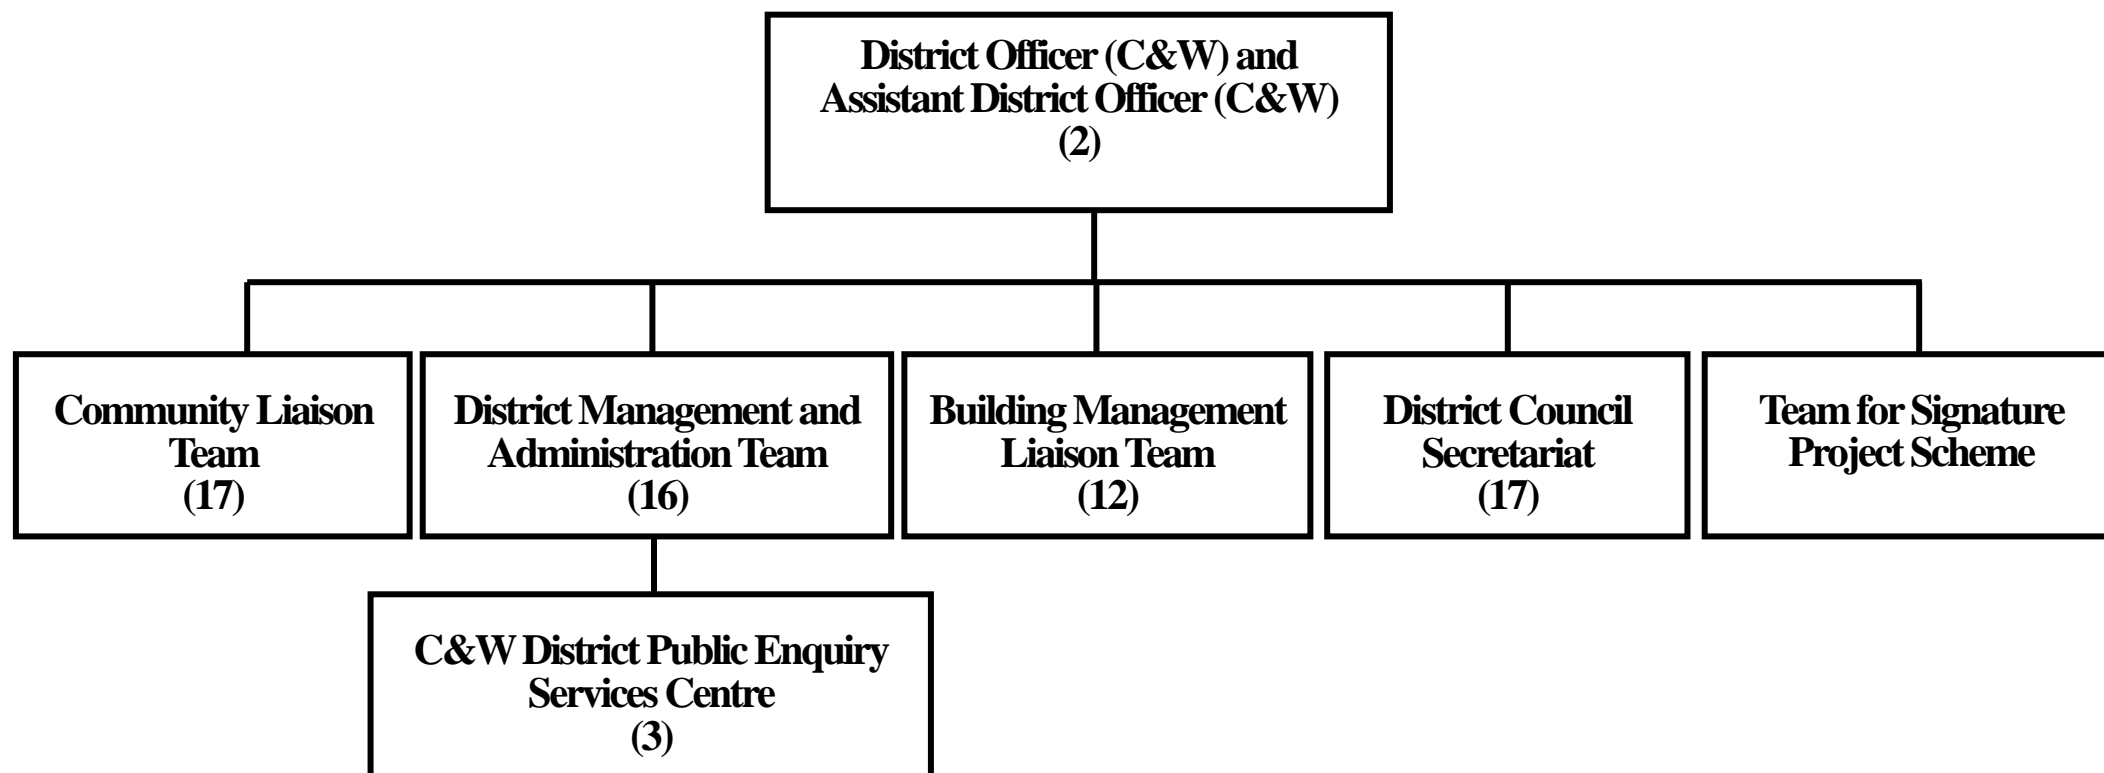 District Officer (C&W) and
Assistant District Officer (C&W)
(2)
Community Liaison
Team
(17)
District Management and
Administration Team
(16)
Building Management
Liaison Team
(12)
District Council
Secretariat
(17)
Team for Signature
Project Scheme
C&W District Public Enquiry
Services Centre
(3)